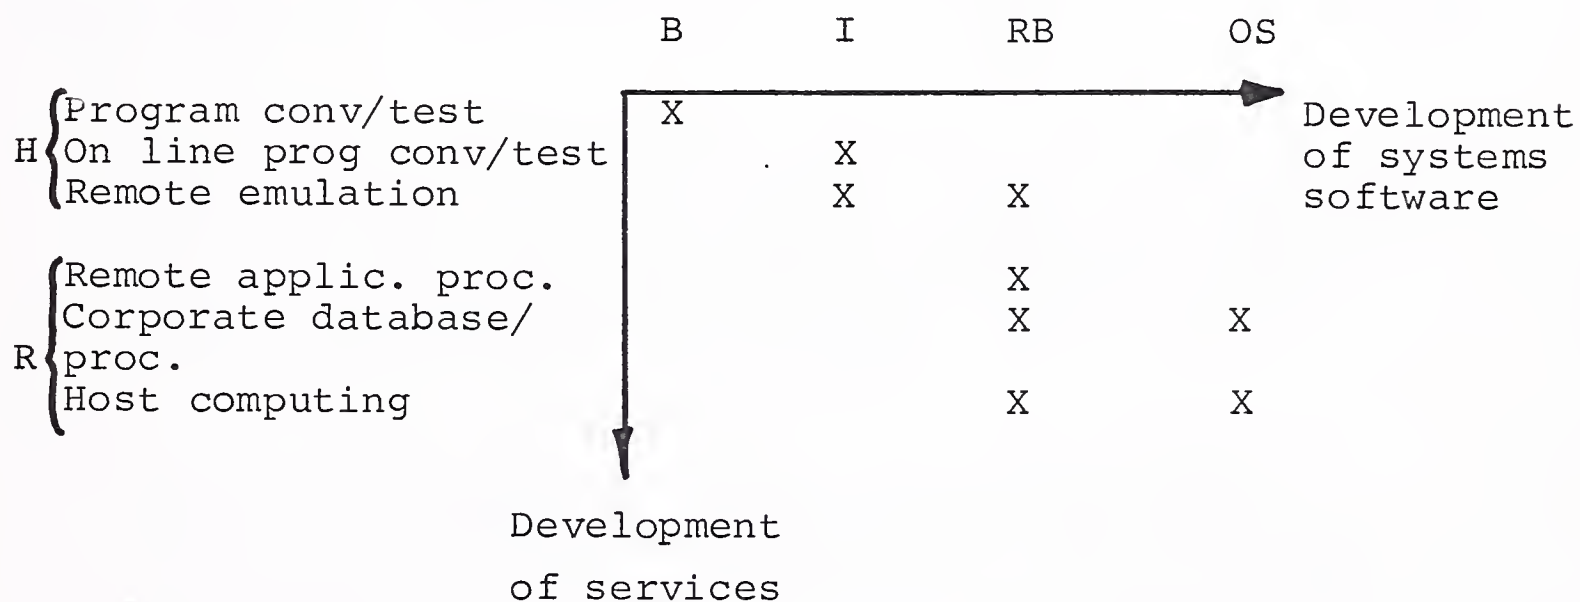 B I RB OS
Program conv/test X
H On line prog conv/test X
Remote emulation X X
Development
of systems
software
Remote applic. proc. X
Corporate database/ X X
R proc.
Host computing X X
Development
of services